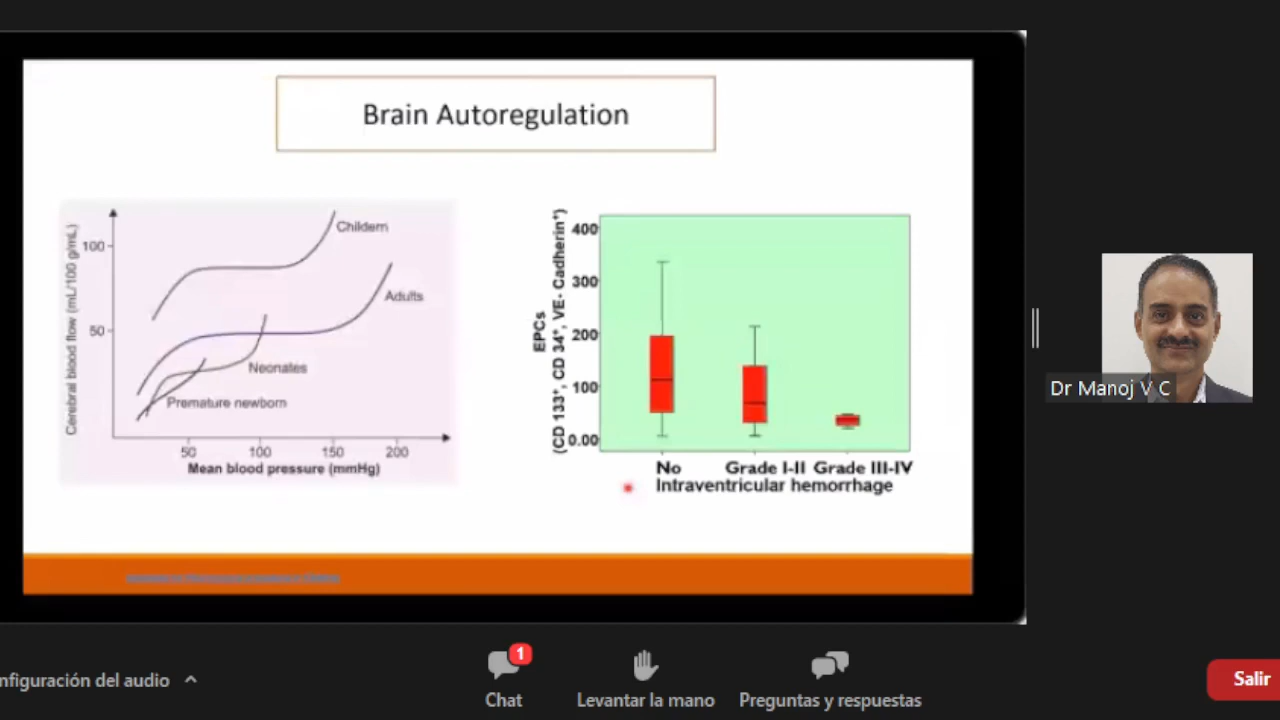 Brain Autoregulation
Cerebral blood flow (mL/100 g/mL)
100
50
Childern
Adults
Neonates
Premature newborn
50 100 150 200
Mean blood pressure (mmHg)
EPCs
(CD 133⁺, CD 34⁺, VE- Cadherin⁺)
400
300
200
100
0.00
No Grade I-II Grade III-IV
Intraventricular hemorrhage
Dr Manoj V C
nfiguración del audio
1
Chat
Levantar la mano
Preguntas y respuestas
Salir